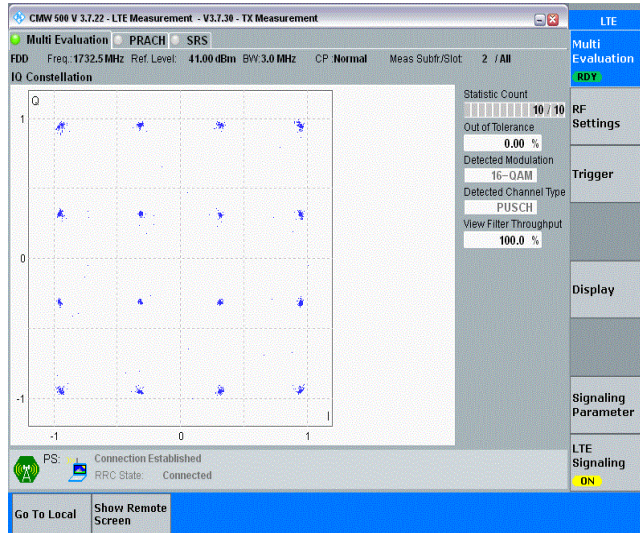 CMW 500 V 3.7.22 - LTE Measurement - V3.7.30 - TX Measurement
LTE
Multi Evaluation PRACH SRS
Multi
Evaluation
RDY
FDD Freq.:1732.5 MHz Ref. Level: 41.00 dBm BW:3.0 MHz CP :Normal Meas Subfr/Slot: 2 / All
IQ Constellation
Q
1
0
-1
-1 0 1
I
Statistic Count
10 / 10
Out of Tolerance
0.00 %
Detected Modulation
16-QAM
Detected Channel Type
PUSCH
View Filter Throughput
100.0 %
RF
Settings
Trigger
Display
Signaling
Parameter
LTE
Signaling
ON
PS: Connection Established
RRC State: Connected
Go To Local
Show Remote
Screen